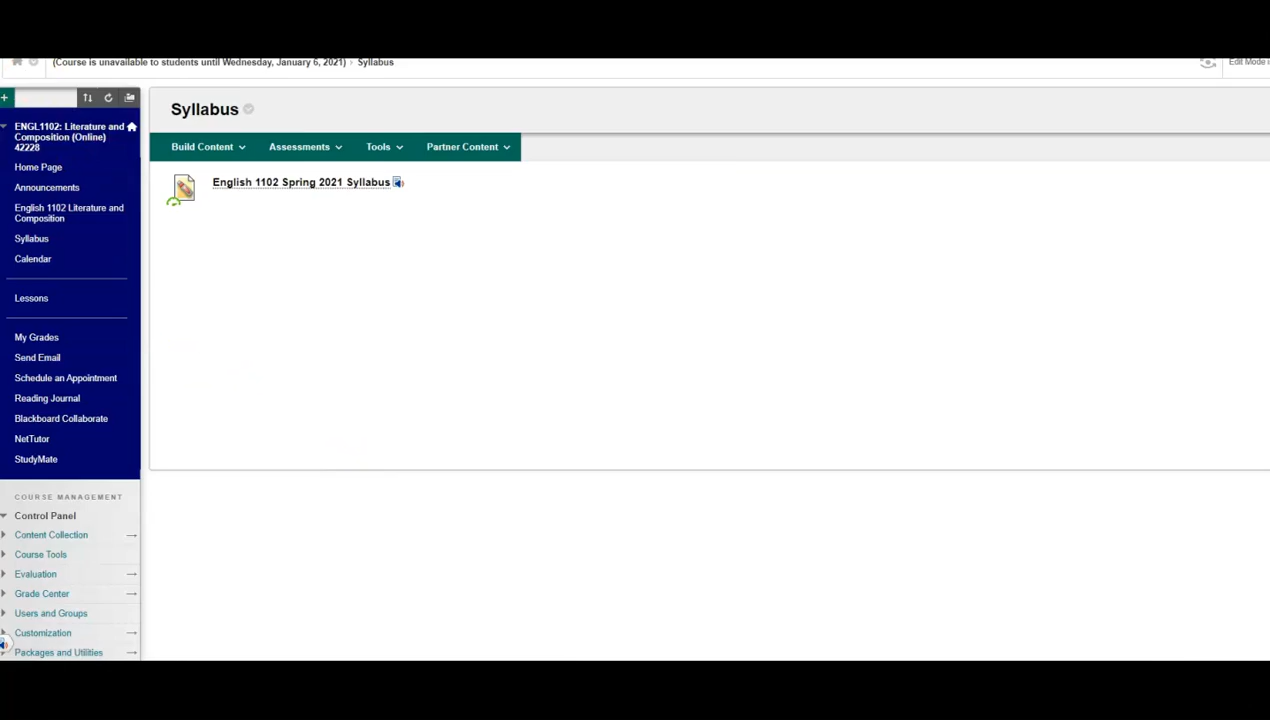 (Course is unavailable to students until Wednesday, January 6, 2021) › Syllabus
Edit Mode i
ENGL1102: Literature and
Composition (Online)
42228
Home Page
Announcements
English 1102 Literature and
Composition
Syllabus
Calendar
Lessons
My Grades
Send Email
Schedule an Appointment
Reading Journal
Blackboard Collaborate
NetTutor
StudyMate
COURSE MANAGEMENT
Control Panel
Content Collection
Course Tools
Evaluation
Grade Center
Users and Groups
Customization
Packages and Utilities
Syllabus
Build Content
Assessments
Tools
Partner Content
English 1102 Spring 2021 Syllabus